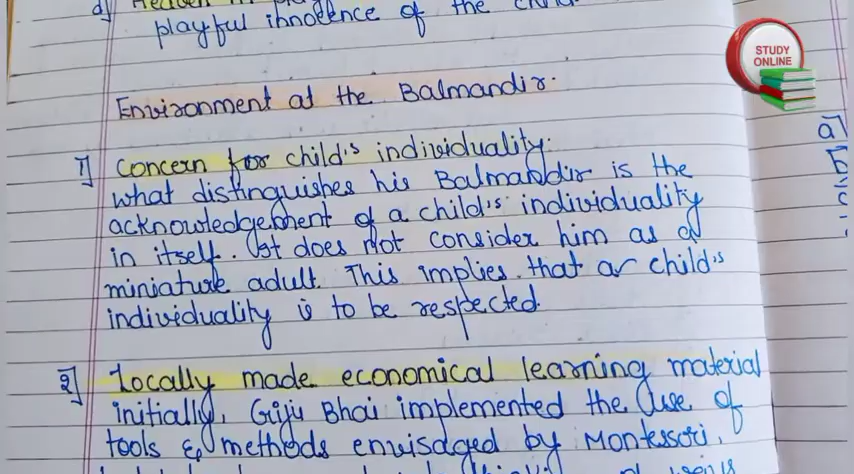 d] Heaven in
playful innocence of the child.
STUDY
ONLINE
Environment at the Balmandir.
1] Concern for child's individuality.
what distinguishes his Balmandir is the
acknowledgement of a child's individuality
in itself. It does not consider him as a
miniature adult. This implies that a child's
individuality is to be respected.
2] Locally made economical learning material
initially, Giju Bhai implemented the use of
tools & methods envisaged by Montessori,
a]
b]